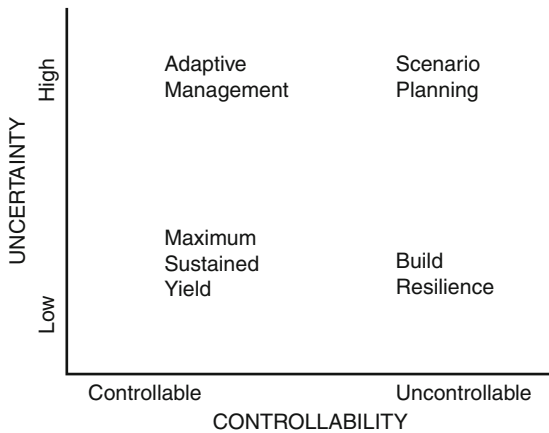 UNCERTAINTY
High
Low
Adaptive
Management
Scenario
Planning
Maximum
Sustained
Yield
Build
Resilience
Controllable
Uncontrollable
CONTROLLABILITY